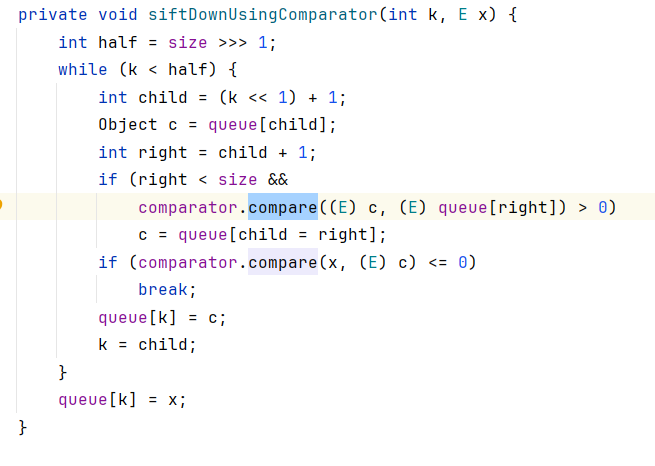 private void siftDownUsingComparator(int k, E x) {
    int half = size >>> 1;
    while (k < half) {
        int child = (k << 1) + 1;
        Object c = queue[child];
        int right = child + 1;
        if (right < size &&
            comparator.compare((E) c, (E) queue[right]) > 0)
            c = queue[child = right];
        if (comparator.compare(x, (E) c) <= 0)
            break;
        queue[k] = c;
        k = child;
    }
    queue[k] = x;
}